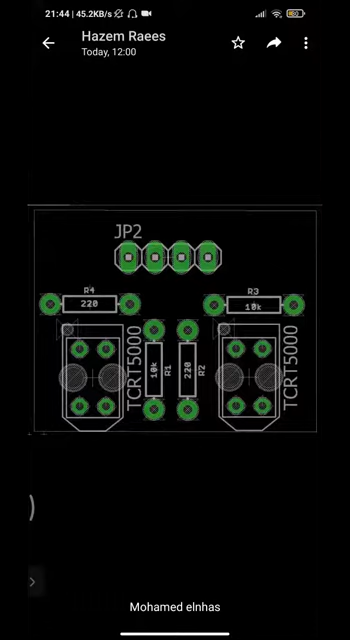 21:44 | 45.2KB/s
Hazem Raees
Today, 12:00
JP2
R4
220
R3
10k
TCRT5000
10k
R1
220
R2
TCRT5000
Mohamed elnhas